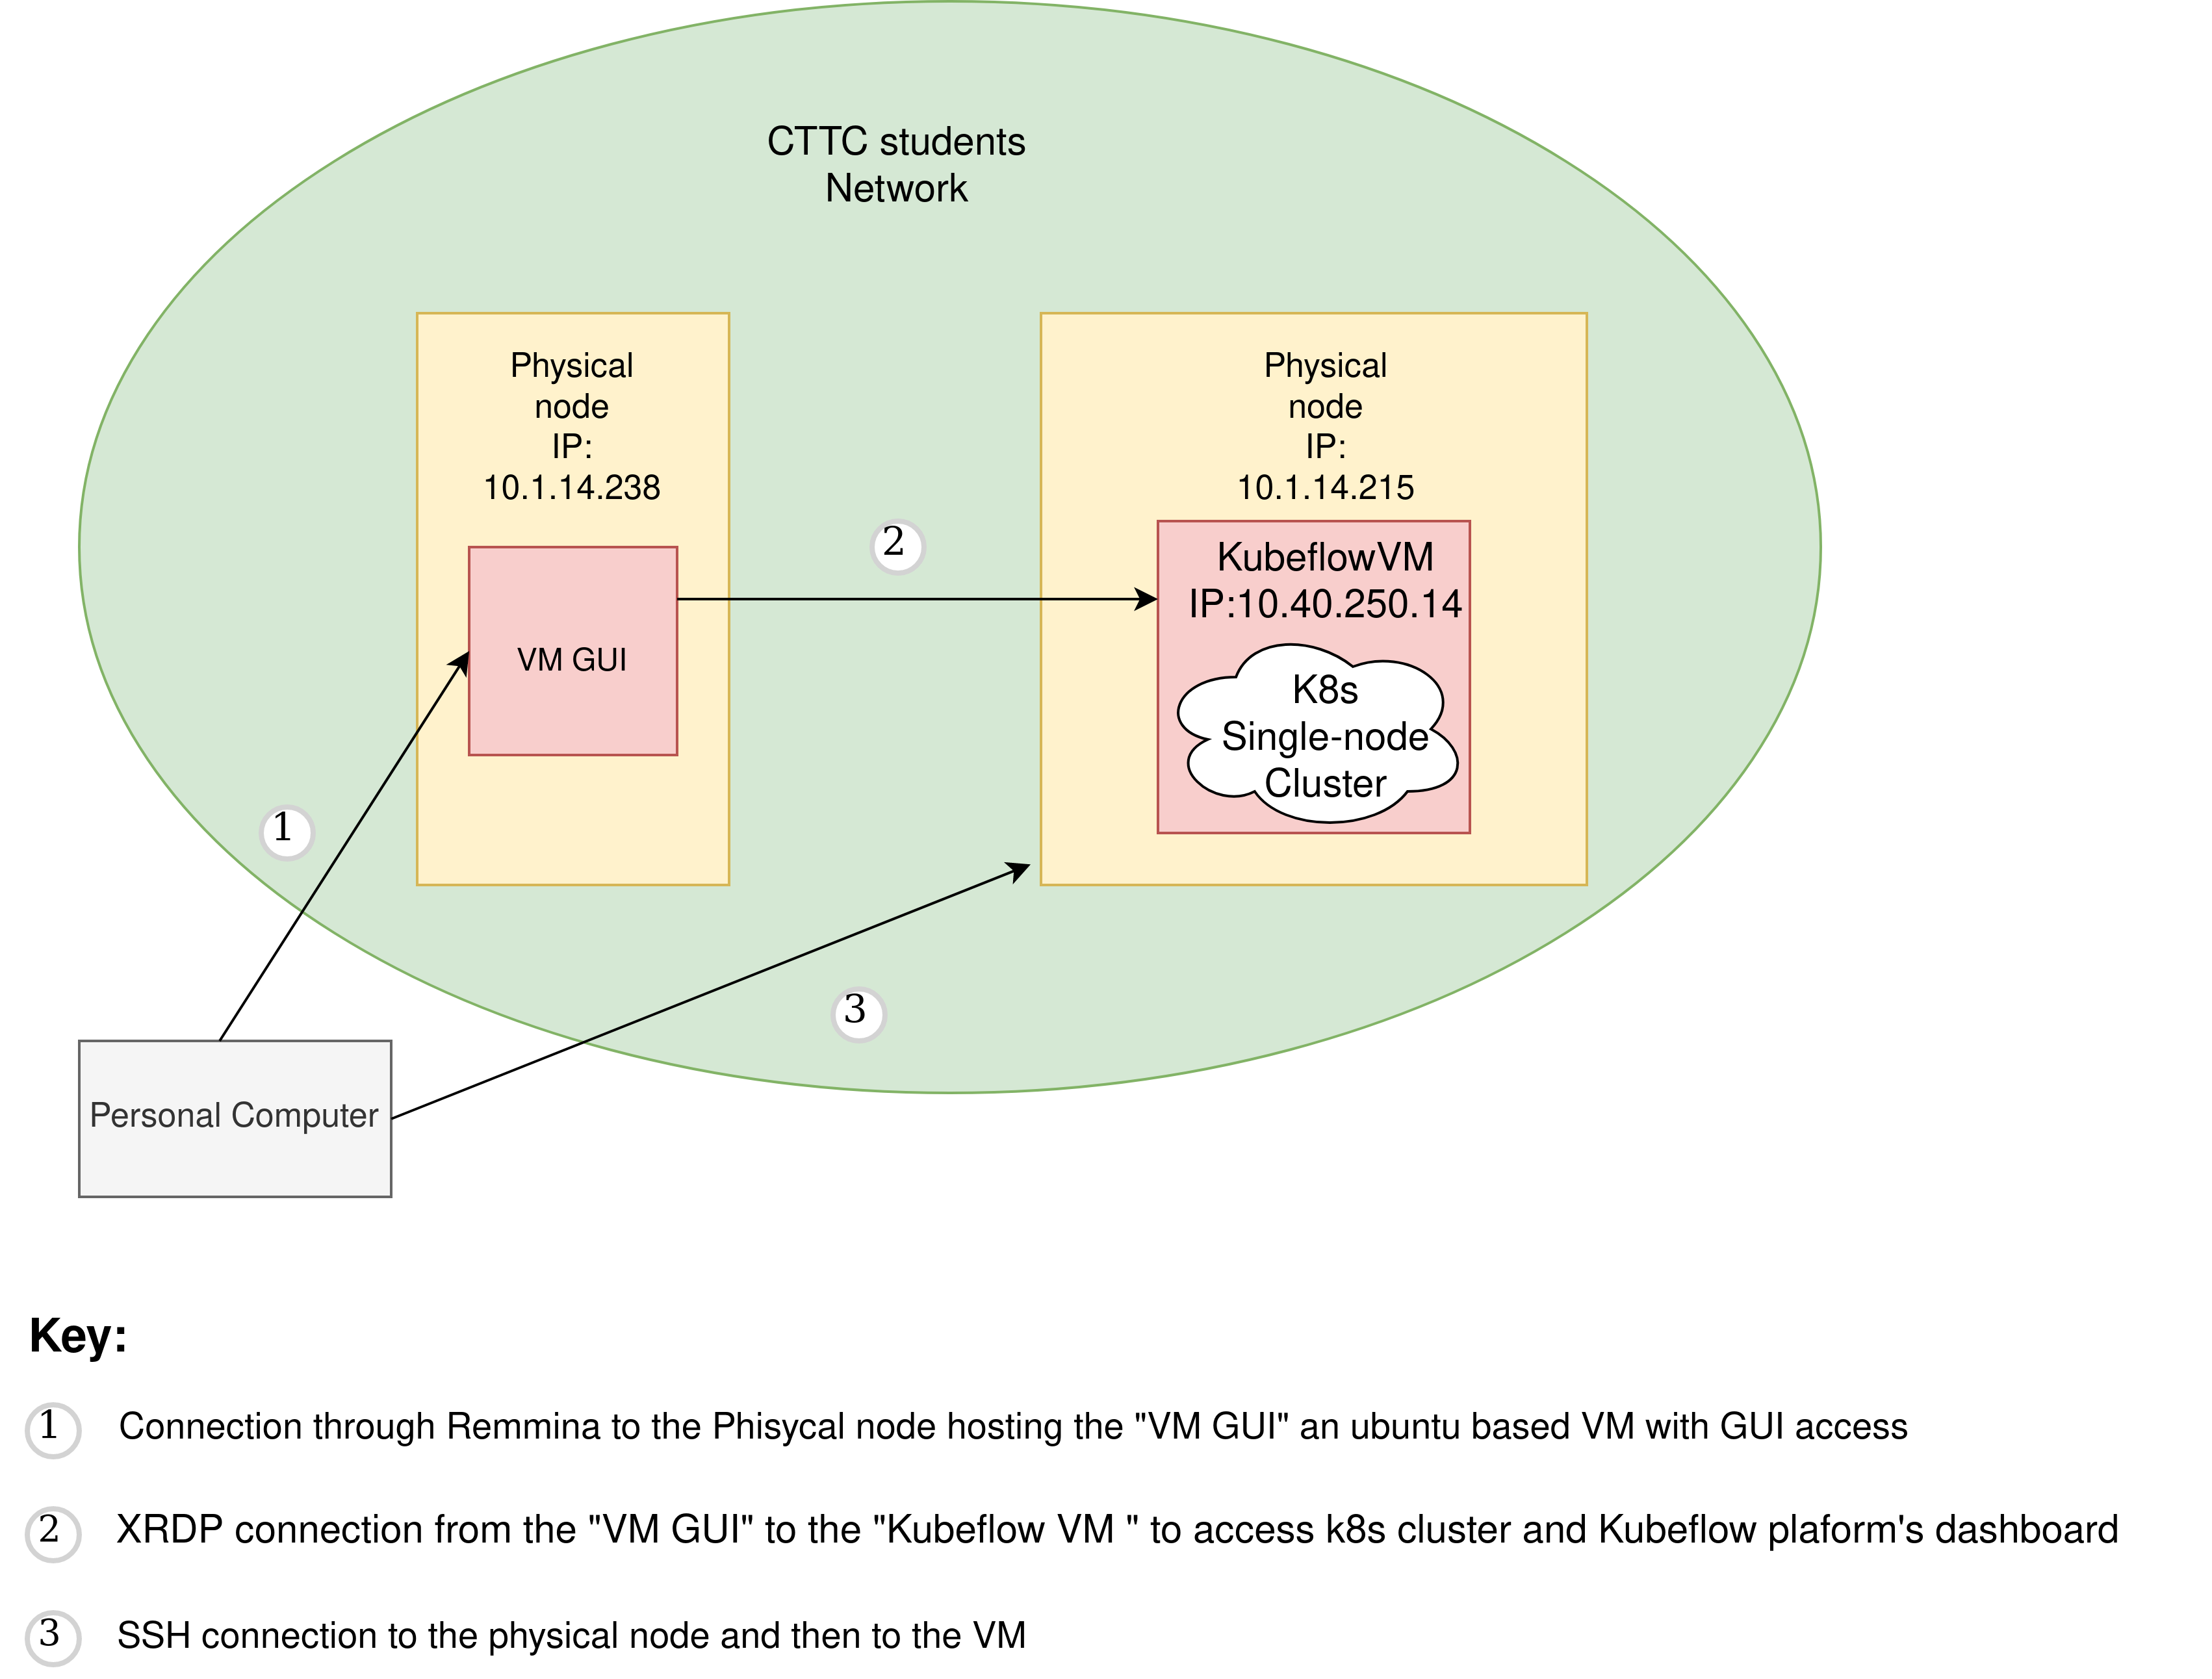 CTTC students
Network
Physical
node
IP:
10.1.14.238
Physical
node
IP:
10.1.14.215
2
KubeflowVM
IP:10.40.250.14
VM GUI
K8s
Single-node
Cluster
1
3
Personal Computer
Key:
1 Connection through Remmina to the Phisycal node hosting the "VM GUI" an ubuntu based VM with GUI access
2 XRDP connection from the "VM GUI" to the "Kubeflow VM " to access k8s cluster and Kubeflow plaform's dashboard
3 SSH connection to the physical node and then to the VM